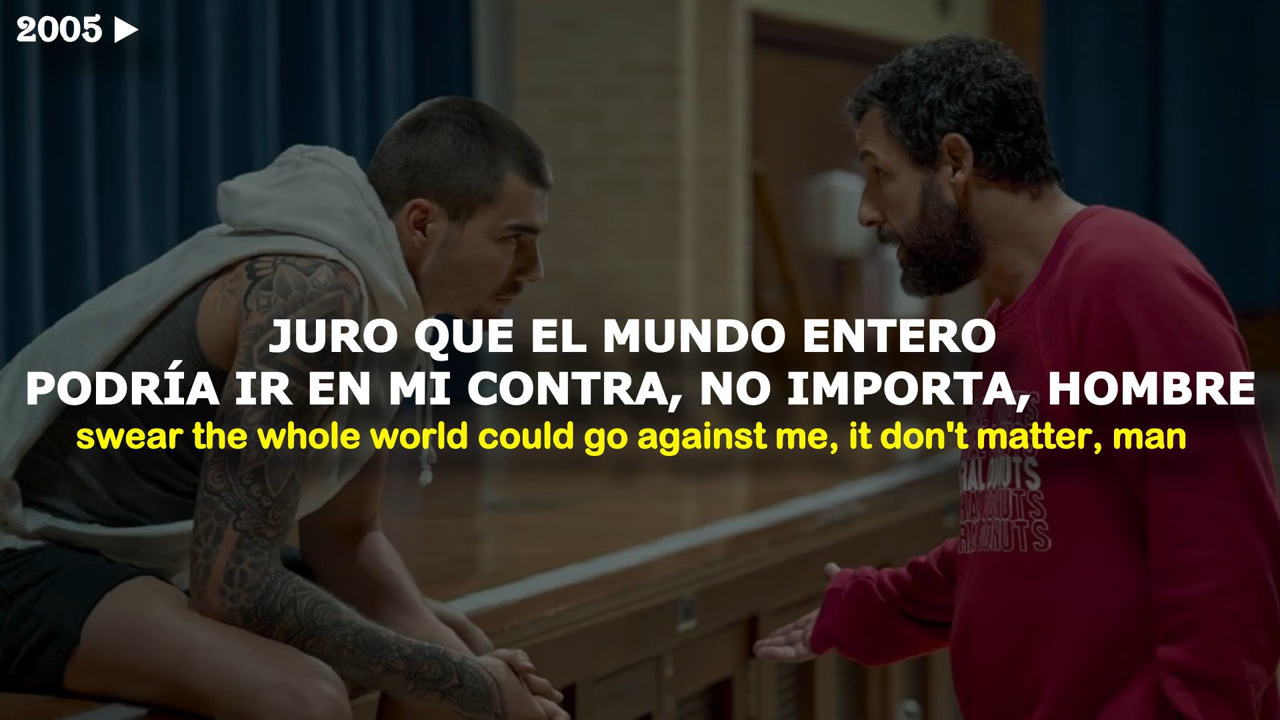 2005 ▶
JURO QUE EL MUNDO ENTERO
PODRÍA IR EN MI CONTRA, NO IMPORTA, HOMBRE
swear the whole world could go against me, it don't matter, man